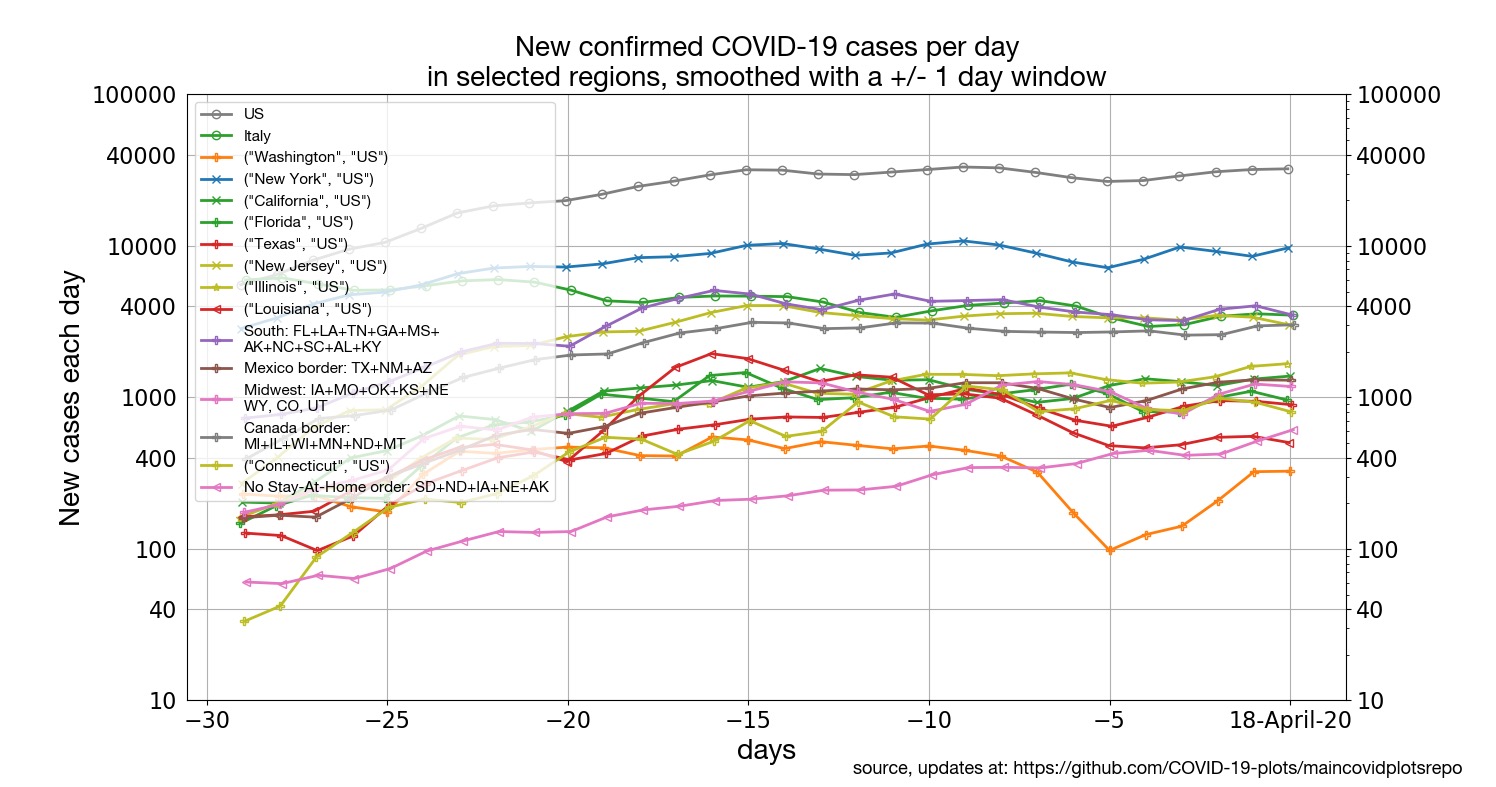 New confirmed COVID-19 cases per day
in selected regions, smoothed with a +/- 1 day window
100000
40000
10000
4000
1000
400
100
40
10
New cases each day
US
Italy
("Washington", "US")
("New York", "US")
("California", "US")
("Florida", "US")
("Texas", "US")
("New Jersey", "US")
("Illinois", "US")
("Louisiana", "US")
South: FL+LA+TN+GA+MS+
AK+NC+SC+AL+KY
Mexico border: TX+NM+AZ
Midwest: IA+MO+OK+KS+NE
WY, CO, UT
Canada border:
MI+IL+WI+MN+ND+MT
("Connecticut", "US")
No Stay-At-Home order: SD+ND+IA+NE+AK
100000
40000
10000
4000
1000
400
100
40
10
−30 −25 −20 −15 −10 −5 18-April-20
days
source, updates at: https://github.com/COVID-19-plots/maincovidplotsrepo